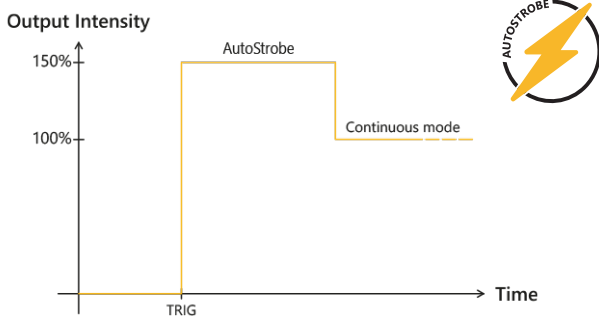 Output Intensity
AUTOSTROBE
150%
AutoStrobe
100%
Continuous mode
Time
TRIG